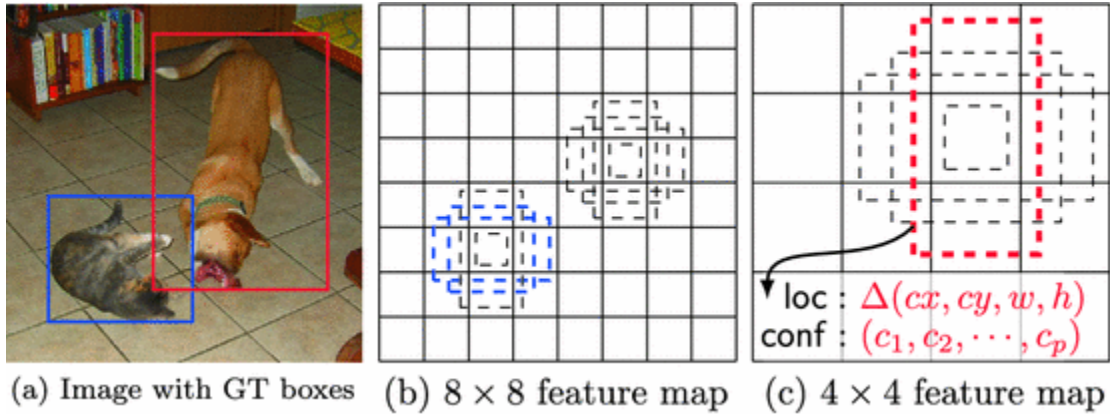 loc : Δ(cx, cy, w, h)
conf : (c₁, c₂, ⋯, cₚ)
(a) Image with GT boxes
(b) 8 × 8 feature map
(c) 4 × 4 feature map